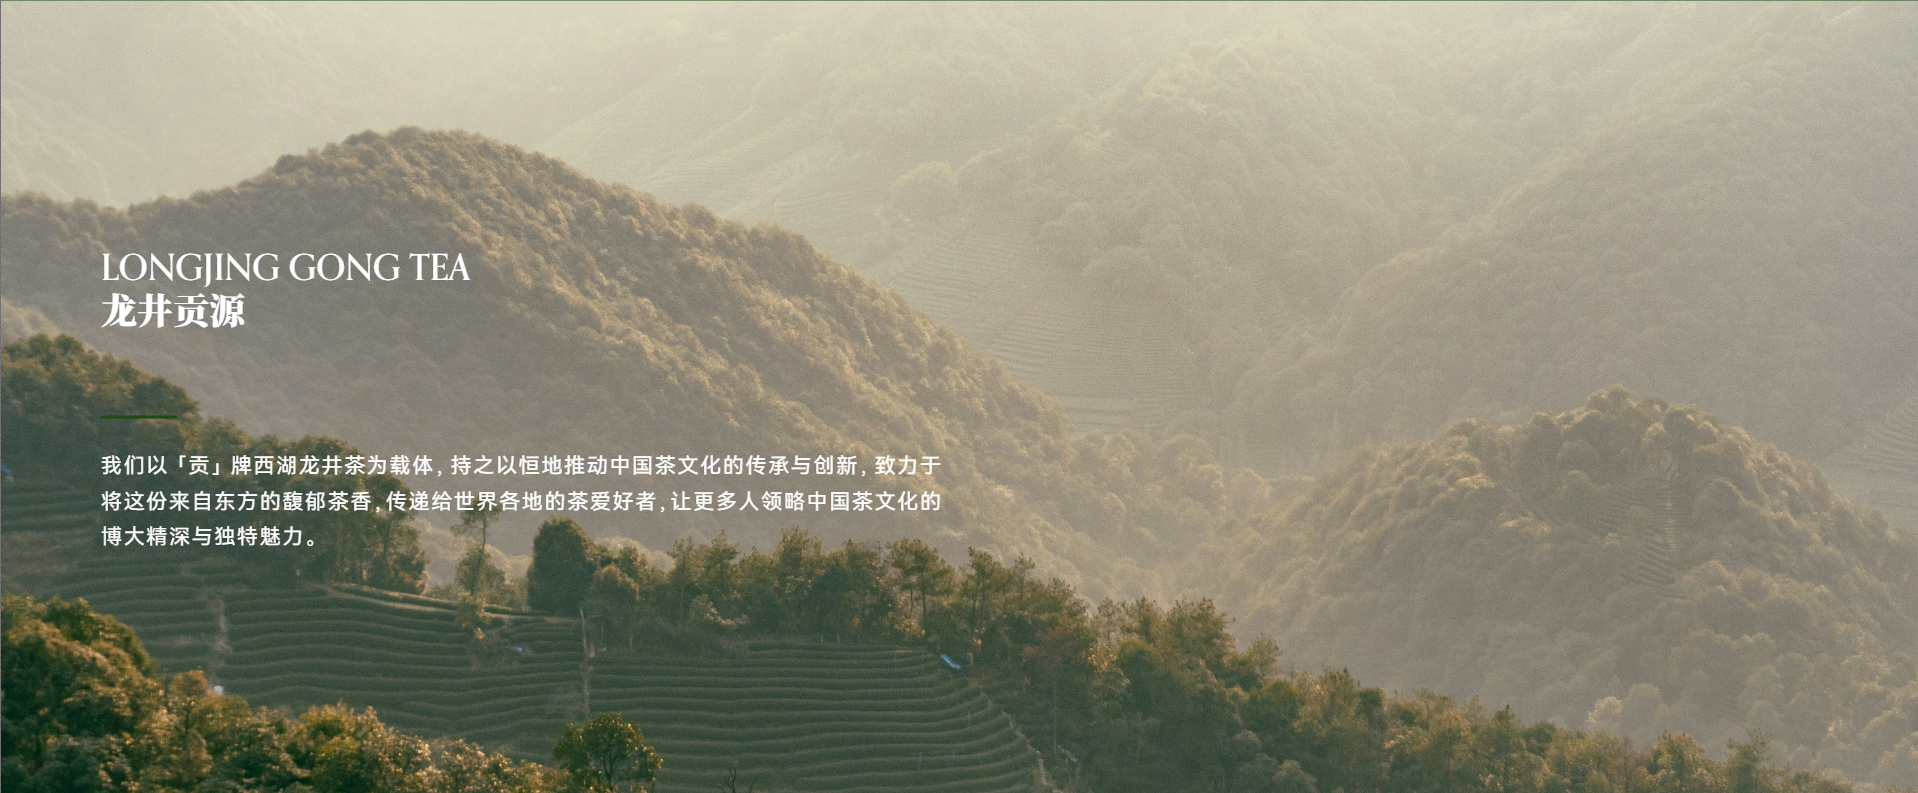 LONGJING GONG TEA
龙井贡源
我们以「贡」牌西湖龙井茶为载体，持之以恒地推动中国茶文化的传承与创新，致力于
将这份来自东方的馥郁茶香，传递给世界各地的茶爱好者，让更多人领略中国茶文化的
博大精深与独特魅力。